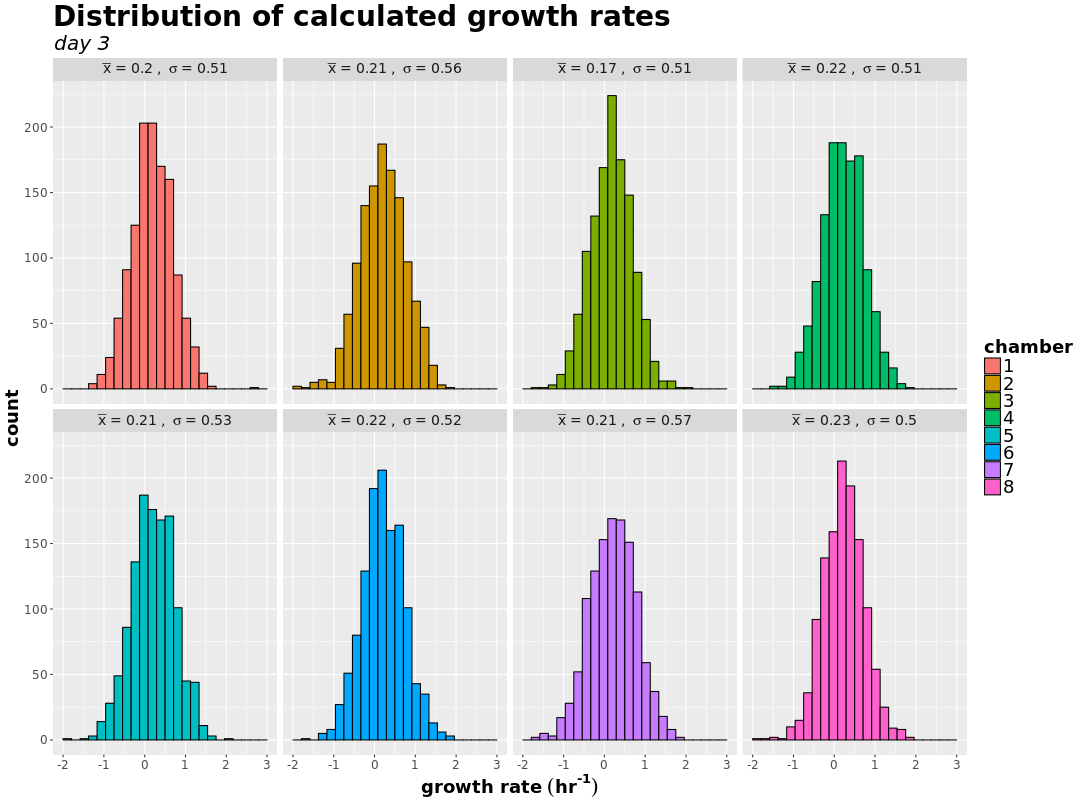 Distribution of calculated growth rates
day 3
x̅ = 0.2 , σ = 0.51
x̅ = 0.21 , σ = 0.56
x̅ = 0.17 , σ = 0.51
x̅ = 0.22 , σ = 0.51
200
150
100
50
0
x̅ = 0.21 , σ = 0.53
x̅ = 0.22 , σ = 0.52
x̅ = 0.21 , σ = 0.57
x̅ = 0.23 , σ = 0.5
200
150
100
50
0
-2 -1 0 1 2 3
-2 -1 0 1 2 3
-2 -1 0 1 2 3
-2 -1 0 1 2 3
count
growth rate (hr⁻¹)
chamber
1
2
3
4
5
6
7
8